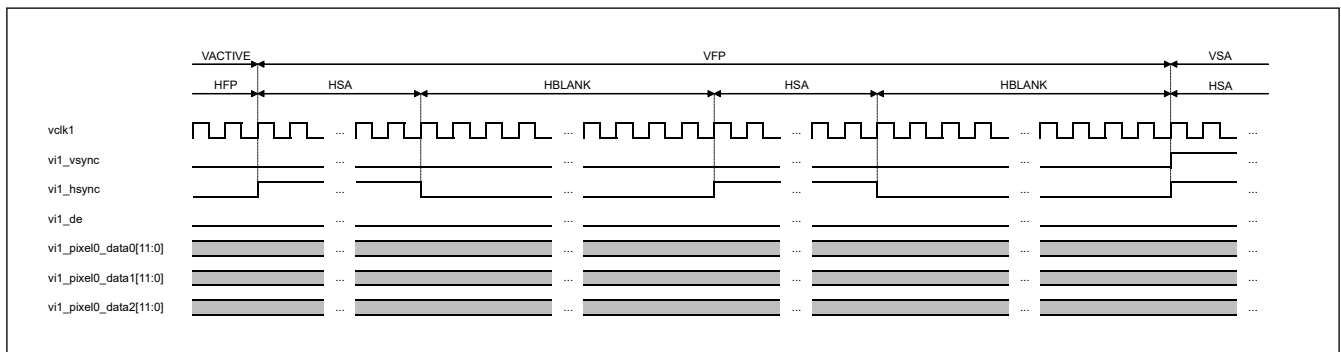 VACTIVE VFP VSA
HFP HSA HBLANK HSA HBLANK HSA
vclk1 ... ... ... ... ...
vi1_vsync ... ... ... ... ...
vi1_hsync ... ... ... ... ...
vi1_de ... ... ... ... ...
vi1_pixel0_data0[11:0] ... ... ... ... ...
vi1_pixel0_data1[11:0] ... ... ... ... ...
vi1_pixel0_data2[11:0] ... ... ... ... ...